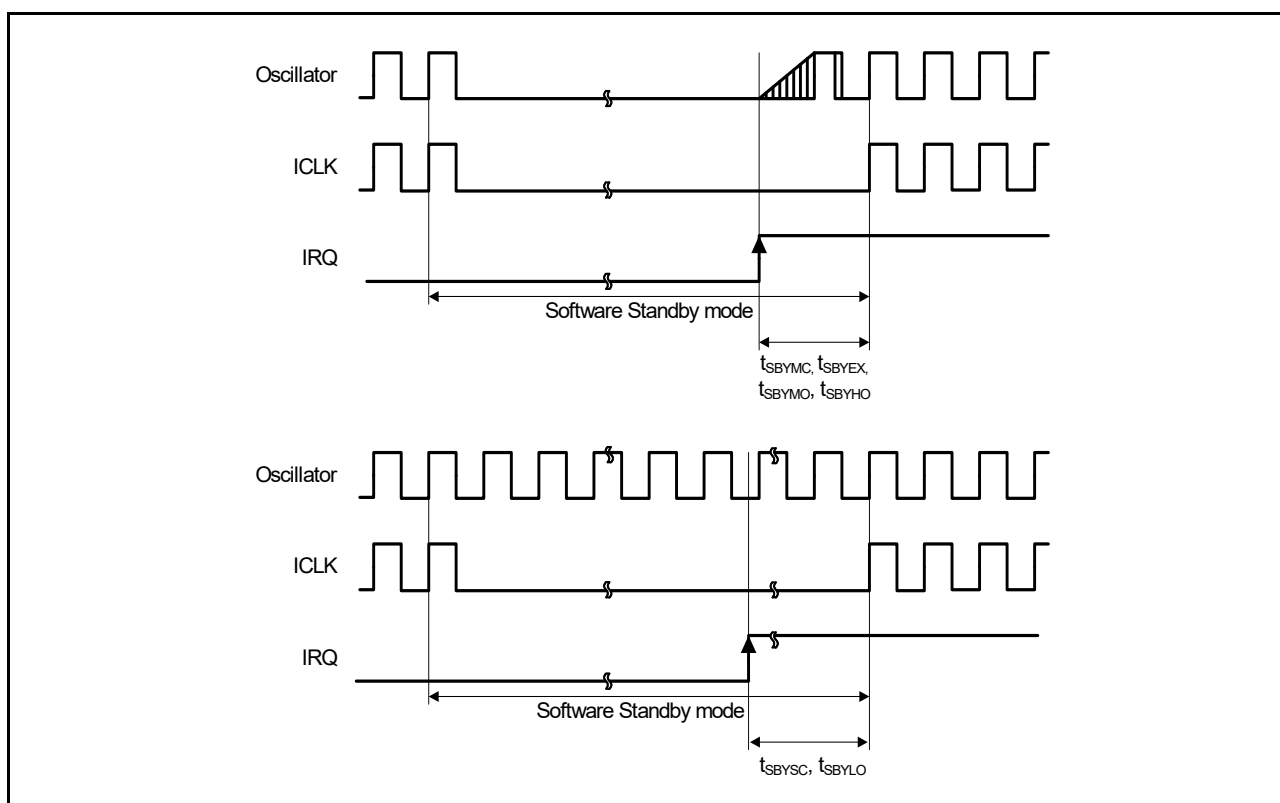 Oscillator
ICLK
IRQ
Software Standby mode
tSBYMC, tSBYEX,
tSBYMO, tSBYHO
Oscillator
ICLK
IRQ
Software Standby mode
tSBYSC, tSBYLO